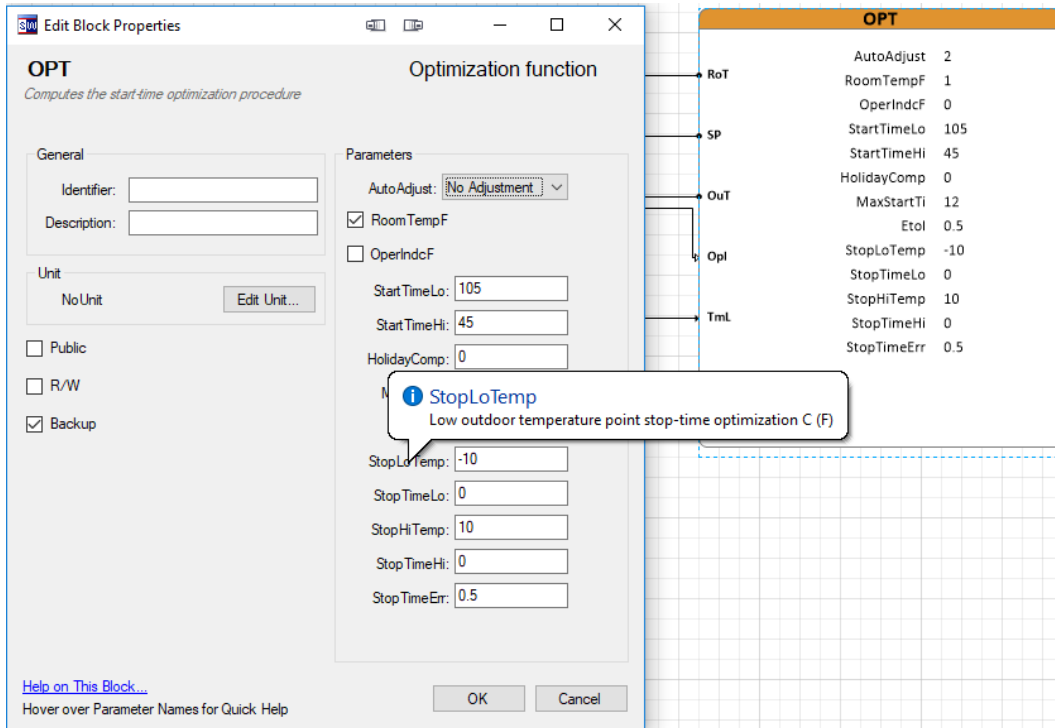 SW Edit Block Properties
OPT
Optimization function
Computes the start-time optimization procedure
General
Identifier:
Description:
Unit
NoUnit
Edit Unit...
Public
R/W
Backup
Parameters
AutoAdjust: No Adjustment
RoomTempF
OperIndcF
StartTimeLo: 105
StartTimeHi: 45
HolidayComp: 0
M
StopLoTemp
Low outdoor temperature point stop-time optimization C (F)
StopLoTemp: -10
StopTimeLo: 0
StopHiTemp: 10
StopTimeHi: 0
StopTimeErr: 0.5
Help on This Block...
Hover over Parameter Names for Quick Help
OK
Cancel
OPT
RoT
SP
OuT
OpI
TmL
AutoAdjust 2
RoomTempF 1
OperIndcF 0
StartTimeLo 105
StartTimeHi 45
HolidayComp 0
MaxStartTi 12
Etol 0.5
StopLoTemp -10
StopTimeLo 0
StopHiTemp 10
StopTimeHi 0
StopTimeErr 0.5